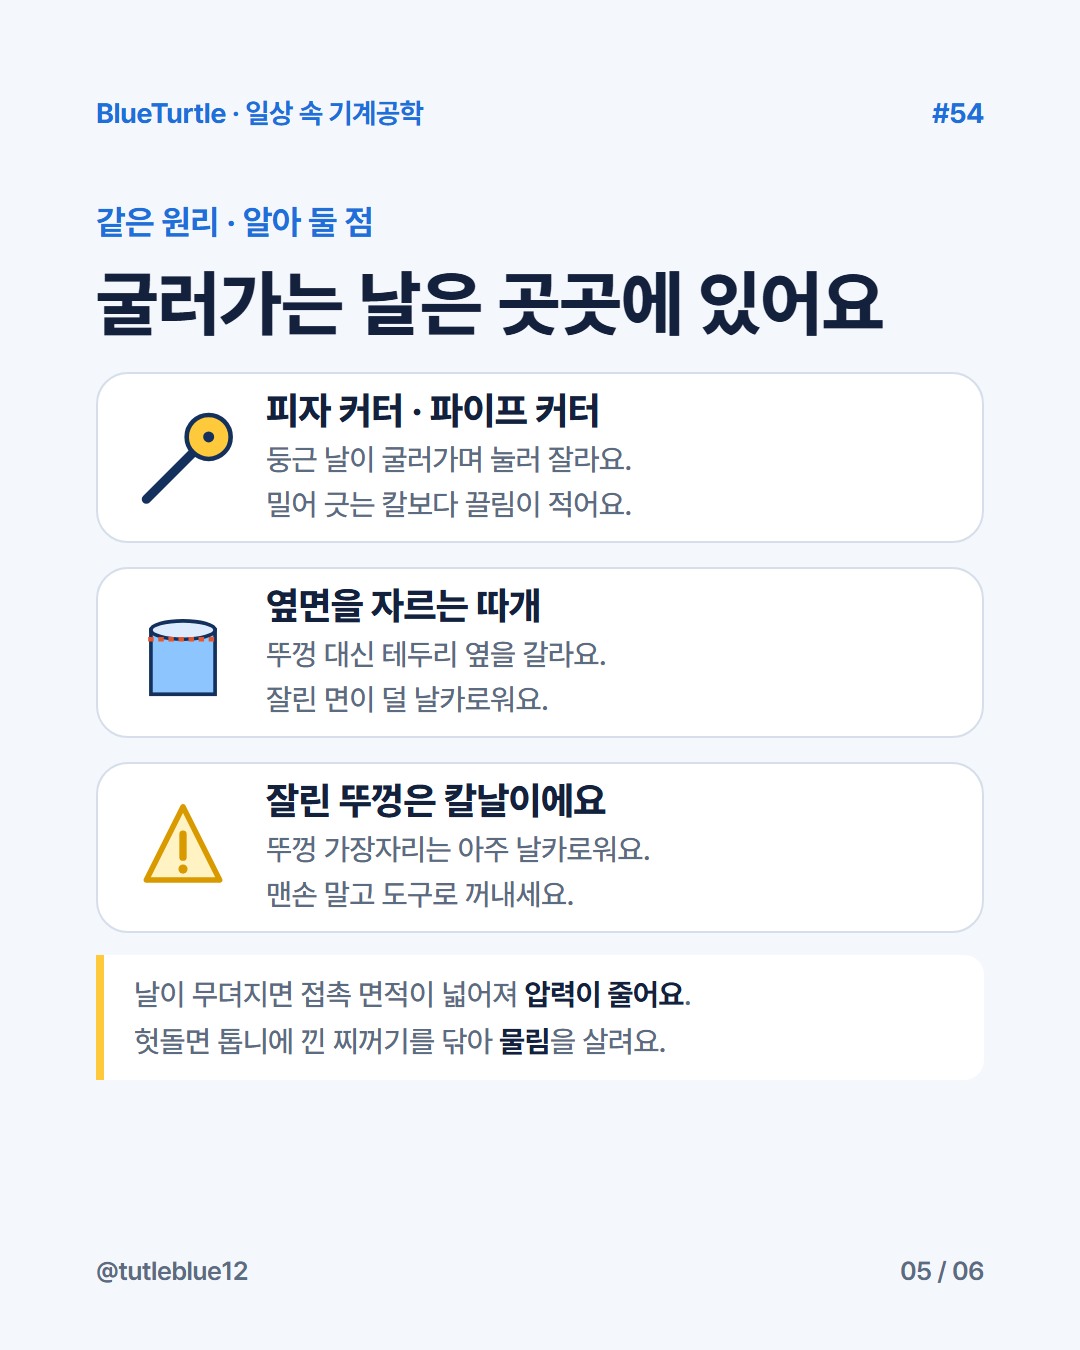 BlueTurtle · 일상 속 기계공학
#54
같은 원리 · 알아 둘 점
굴러가는 날은 곳곳에 있어요
피자 커터 · 파이프 커터
둥근 날이 굴러가며 눌러 잘라요.
밀어 긋는 칼보다 끌림이 적어요.
옆면을 자르는 따개
뚜껑 대신 테두리 옆을 갈라요.
잘린 면이 덜 날카로워요.
잘린 뚜껑은 칼날이에요
뚜껑 가장자리는 아주 날카로워요.
맨손 말고 도구로 꺼내세요.
날이 무뎌지면 접촉 면적이 넓어져 압력이 줄어요.
헛돌면 톱니에 낀 찌꺼기를 닦아 물림을 살려요.
@tutleblue12
05 / 06